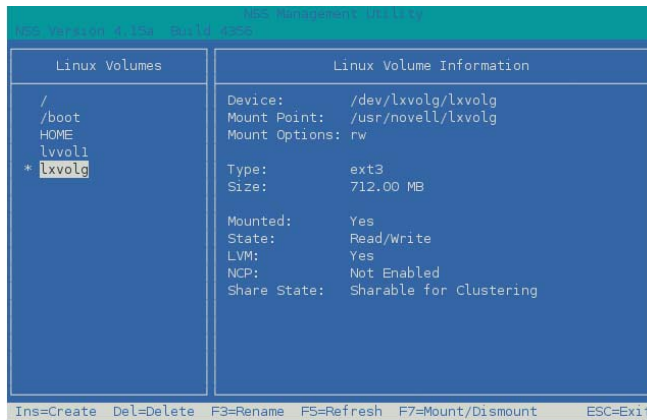 NSS Management Utility
NSS Version 4.15a Build 4356
Linux Volumes
/
/boot
HOME
lvvol1
* lxvolg
Linux Volume Information
Device: /dev/lxvolg/lxvolg
Mount Point: /usr/novell/lxvolg
Mount Options: rw
Type: ext3
Size: 712.00 MB
Mounted: Yes
State: Read/Write
LVM: Yes
NCP: Not Enabled
Share State: Sharable for Clustering
Ins=Create Del=Delete F3=Rename F5=Refresh F7=Mount/Dismount ESC=Exit